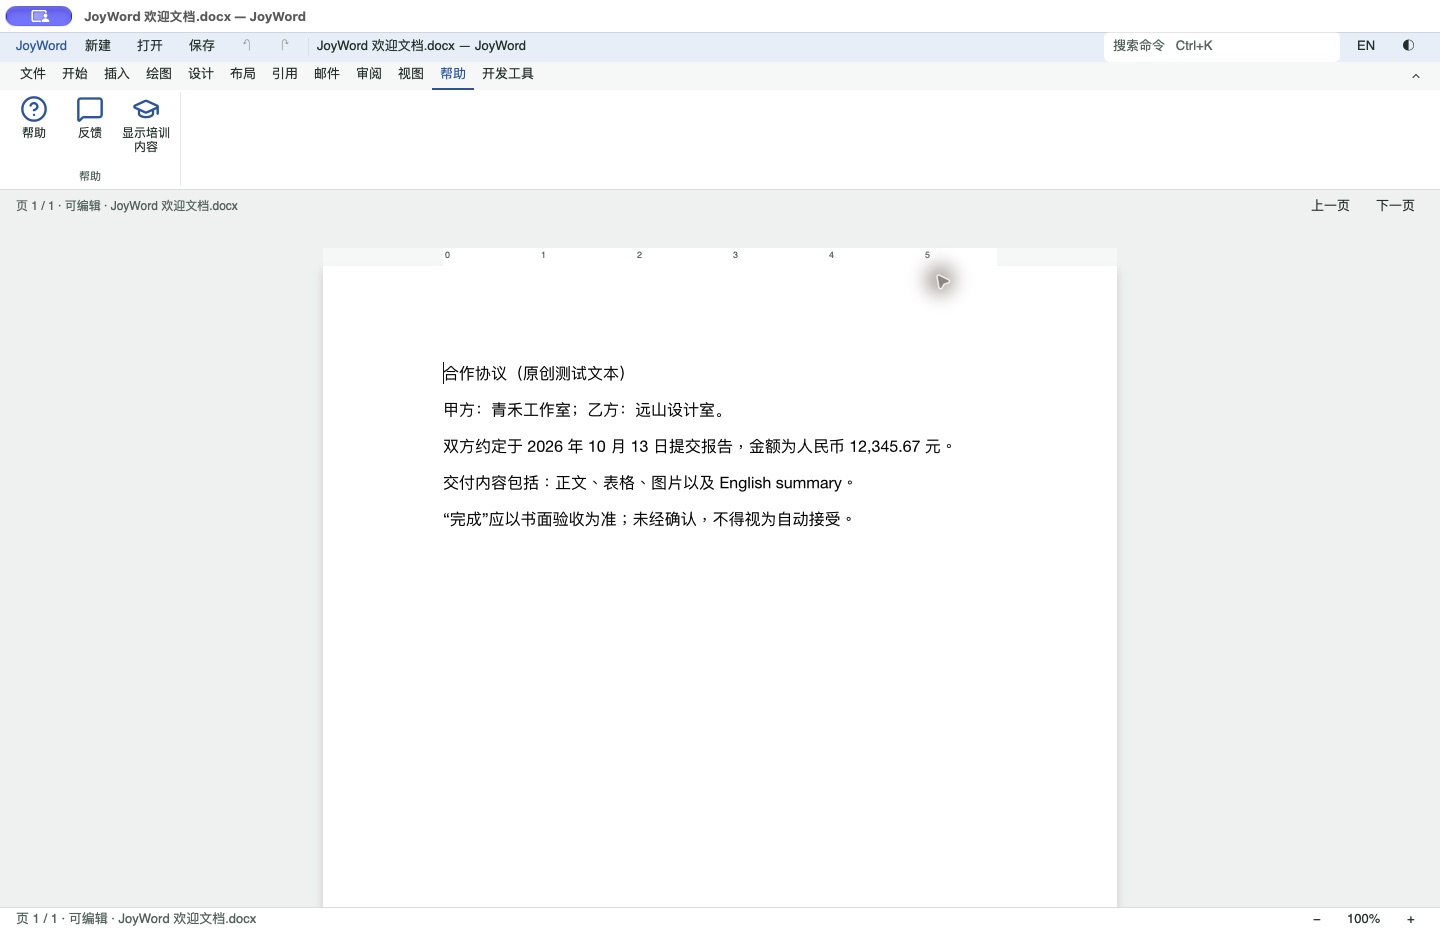 JoyWord 欢迎文档.docx — JoyWord
JoyWord 新建 打开 保存 JoyWord 欢迎文档.docx — JoyWord 搜索命令 Ctrl+K EN
文件 开始 插入 绘图 设计 布局 引用 邮件 审阅 视图 帮助 开发工具
帮助 反馈 显示培训
内容
帮助
页 1 / 1 · 可编辑 · JoyWord 欢迎文档.docx 上一页 下一页
0 1 2 3 4 5
合作协议（原创测试文本）
甲方：青禾工作室；乙方：远山设计室。
双方约定于 2026 年 10 月 13 日提交报告，金额为人民币 12,345.67 元。
交付内容包括：正文、表格、图片以及 English summary。
“完成”应以书面验收为准；未经确认，不得视为自动接受。
页 1 / 1 · 可编辑 · JoyWord 欢迎文档.docx − 100% +